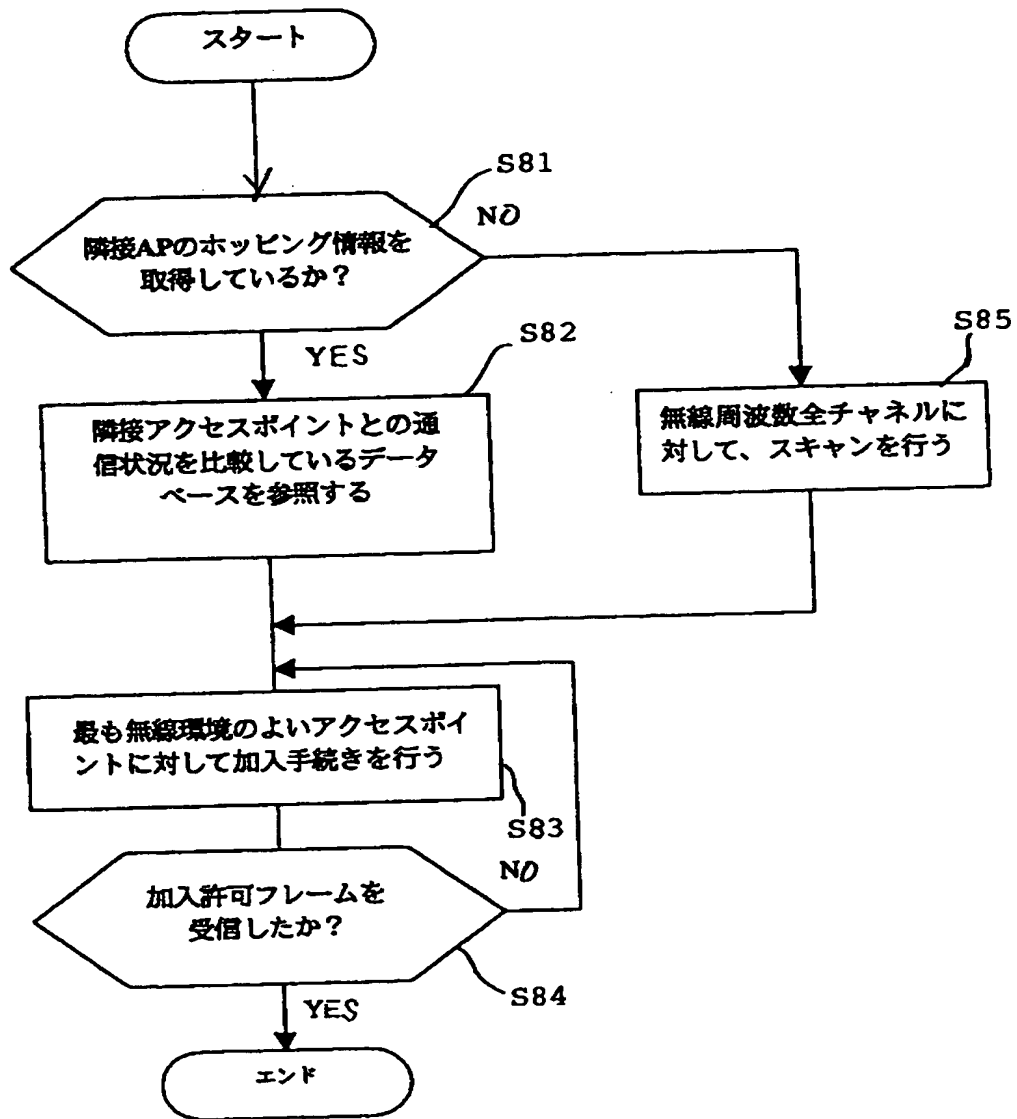 スタート
S81
隣接APのホッピング情報を
取得しているか？
NO
YES
S82
隣接アクセスポイントとの通
信状況を比較しているデータ
ベースを参照する
S85
無線周波数全チャネルに
対して、スキャンを行う
最も無線環境のよいアクセスポイ
ントに対して加入手続きを行う
S83
加入許可フレームを
受信したか？
NO
S84
YES
エンド